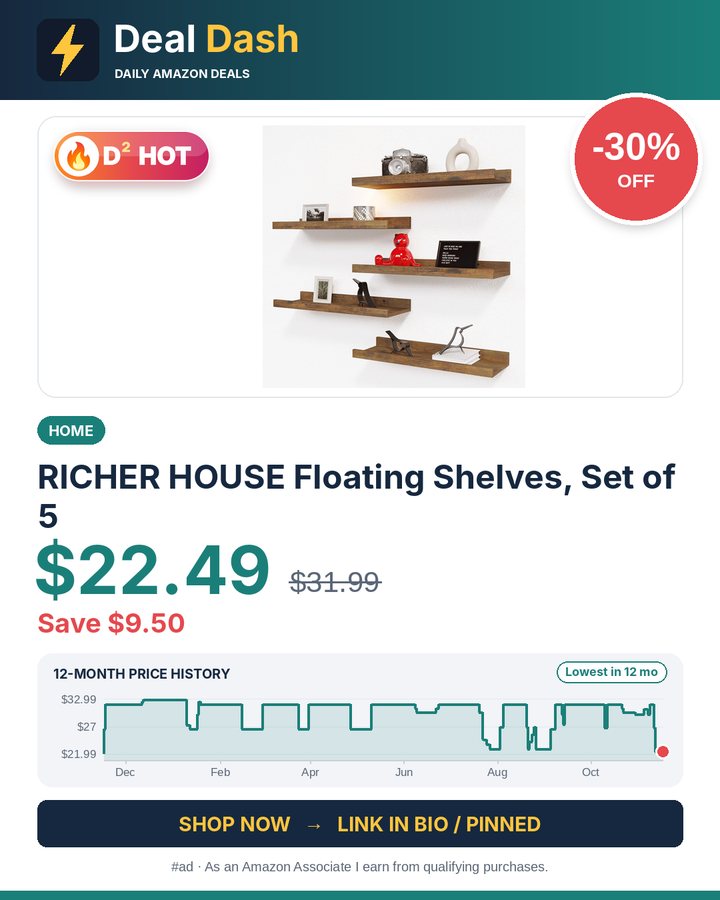 Deal Dash
DAILY AMAZON DEALS
D² HOT
-30%
OFF
HOME
RICHER HOUSE Floating Shelves, Set of
5
$22.49 $31.99
Save $9.50
12-MONTH PRICE HISTORY
Lowest in 12 mo
$32.99
$27
$21.99
Dec Feb Apr Jun Aug Oct
SHOP NOW → LINK IN BIO / PINNED
#ad · As an Amazon Associate I earn from qualifying purchases.